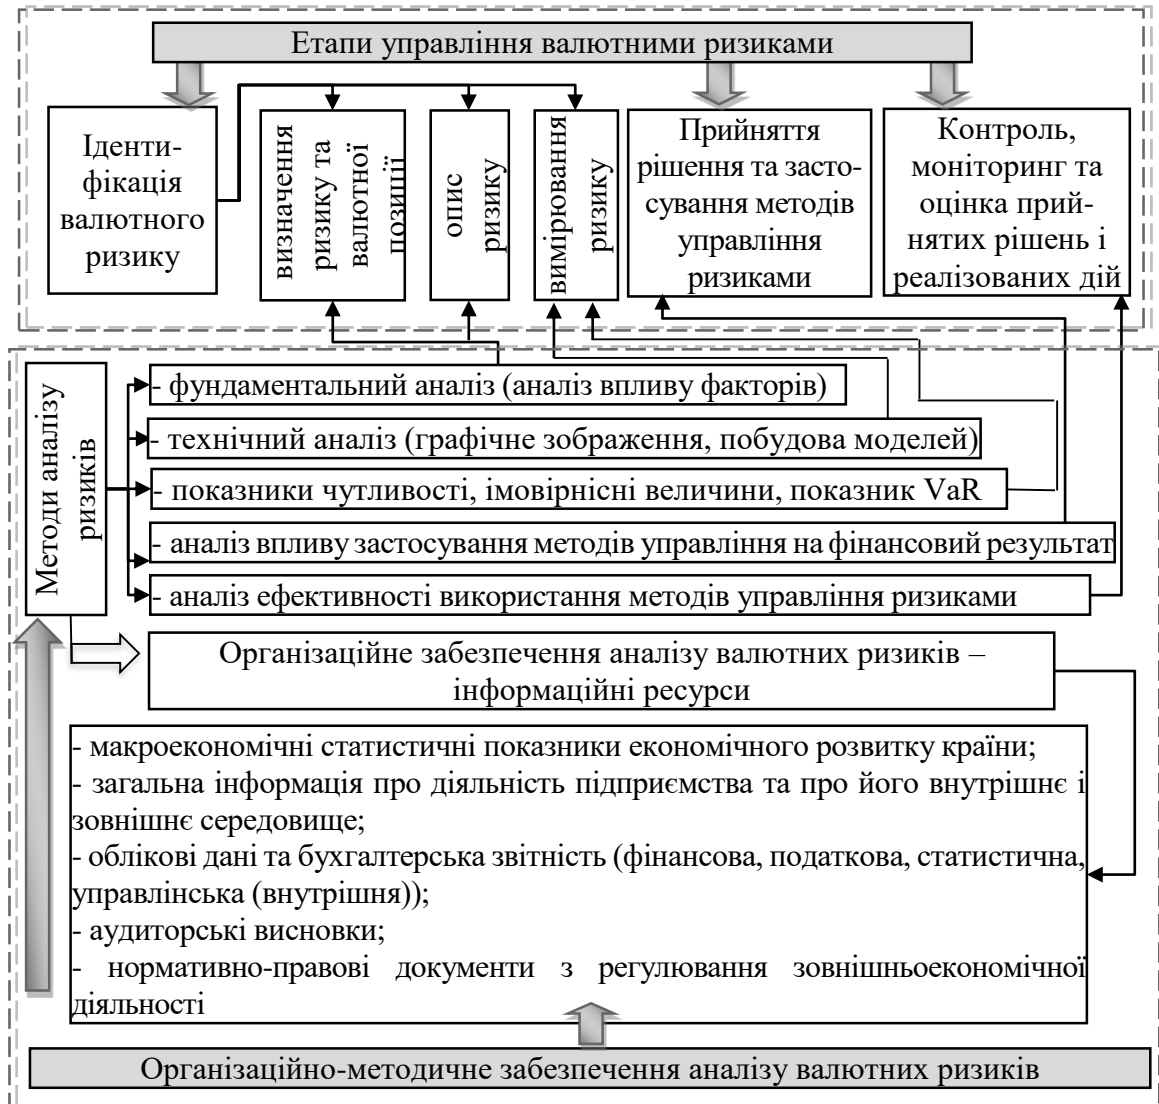 Етапи управління валютними ризиками
Іденти-
фікація
валютного
ризику
визначення
ризику та
валютної
позиції
опис
ризику
вимірювання
ризику
Прийняття
рішення та засто-
сування методів
управління
ризиками
Контроль,
моніторинг та
оцінка прий-
нятих рішень і
реалізованих дій
Методи аналізу
ризиків
- фундаментальний аналіз (аналіз впливу факторів)
- технічний аналіз (графічне зображення, побудова моделей)
- показники чутливості, імовірнісні величини, показник VaR
- аналіз впливу застосування методів управління на фінансовий результат
- аналіз ефективності використання методів управління ризиками
Організаційне забезпечення аналізу валютних ризиків –
інформаційні ресурси
- макроекономічні статистичні показники економічного розвитку країни;
- загальна інформація про діяльність підприємства та про його внутрішнє і
зовнішнє середовище;
- облікові дані та бухгалтерська звітність (фінансова, податкова, статистична,
управлінська (внутрішня));
- аудиторські висновки;
- нормативно-правові документи з регулювання зовнішньоекономічної
діяльності
Організаційно-методичне забезпечення аналізу валютних ризиків